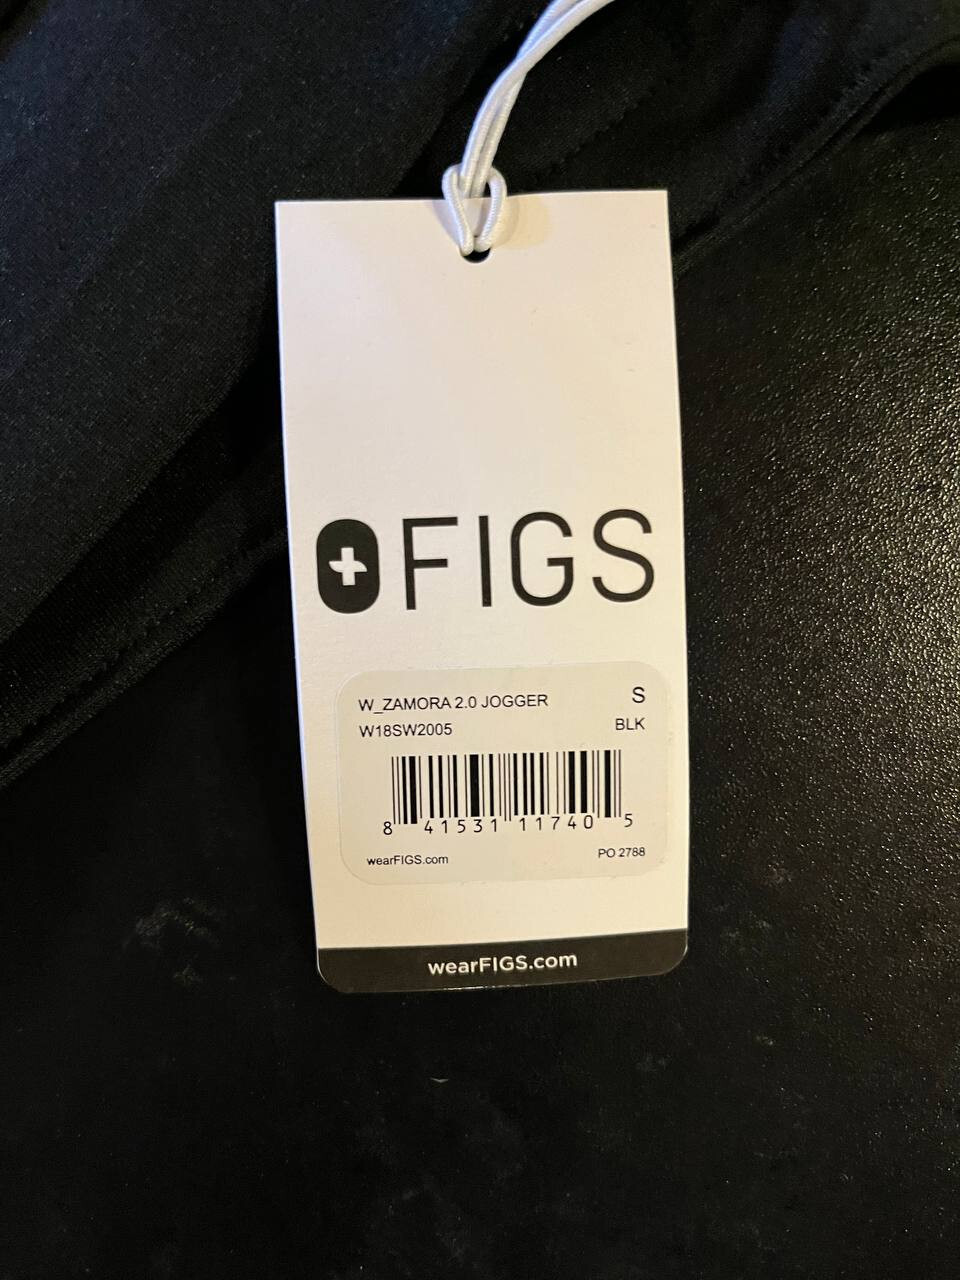 FIGS
W_ZAMORA 2.0 JOGGER S
W18SW2005 BLK
8 41531 11740 5
wearFIGS.com PO 2788
wearFIGS.com